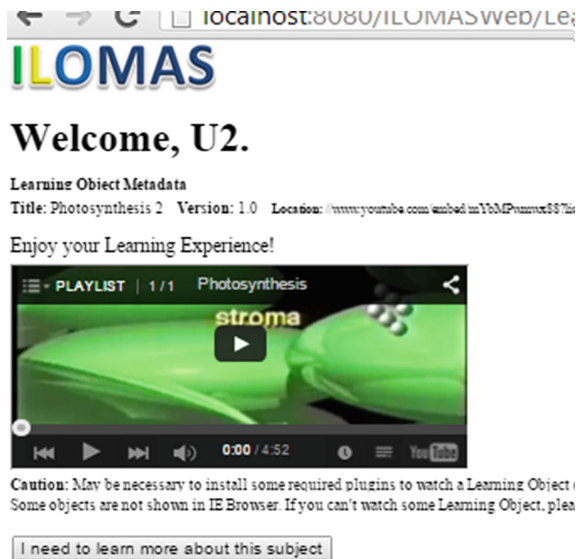 localhost:8080/ILOMASWeb/Lea
ILOMAS
Welcome, U2.
Learning Object Metadata
Title: Photosynthesis 2 Version: 1.0 Location:
Enjoy your Learning Experience!
PLAYLIST | 1/1 Photosynthesis
stroma
0:00 / 4:52 YouTube
Caution: May be necessary to install some required plugins to watch a Learning Object (
Some objects are not shown in IE Browser. If you can't watch some Learning Object, plea
I need to learn more about this subject